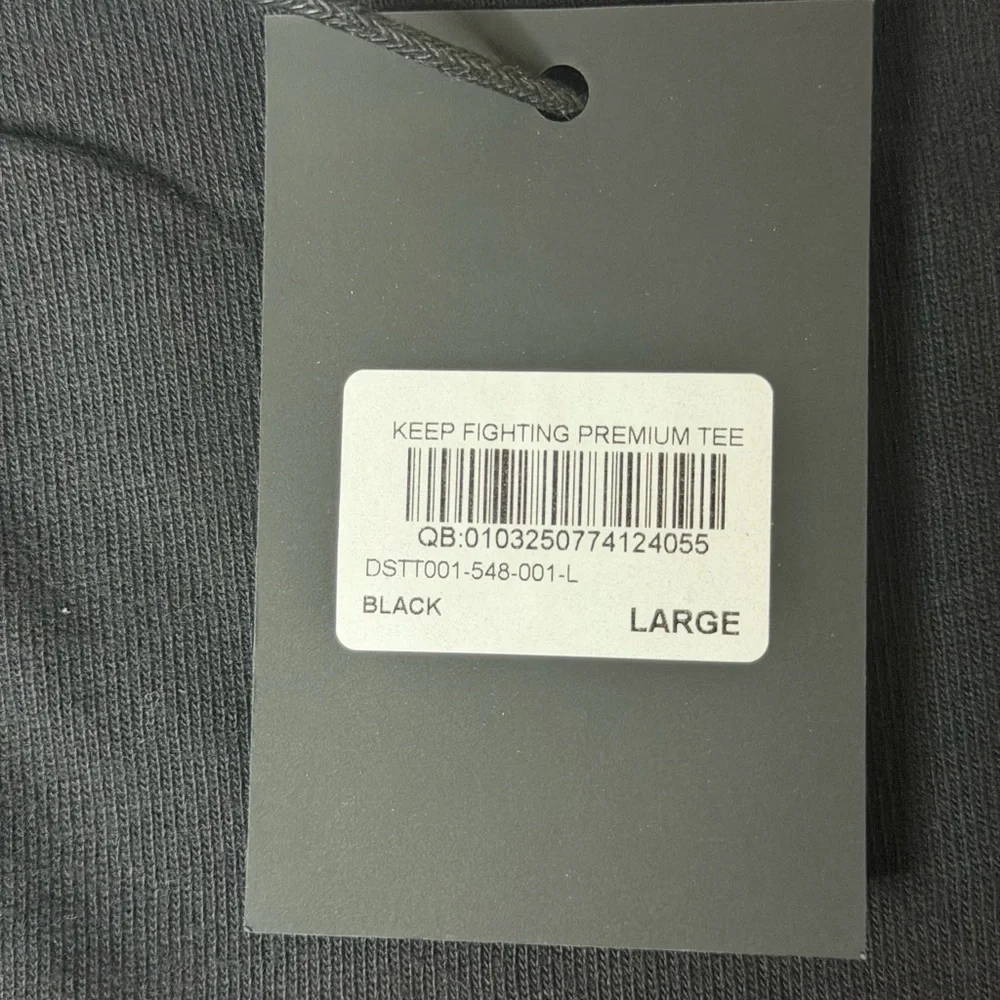 KEEP FIGHTING PREMIUM TEE
QB:0103250774124055
DSTT001-548-001-L
BLACK
LARGE